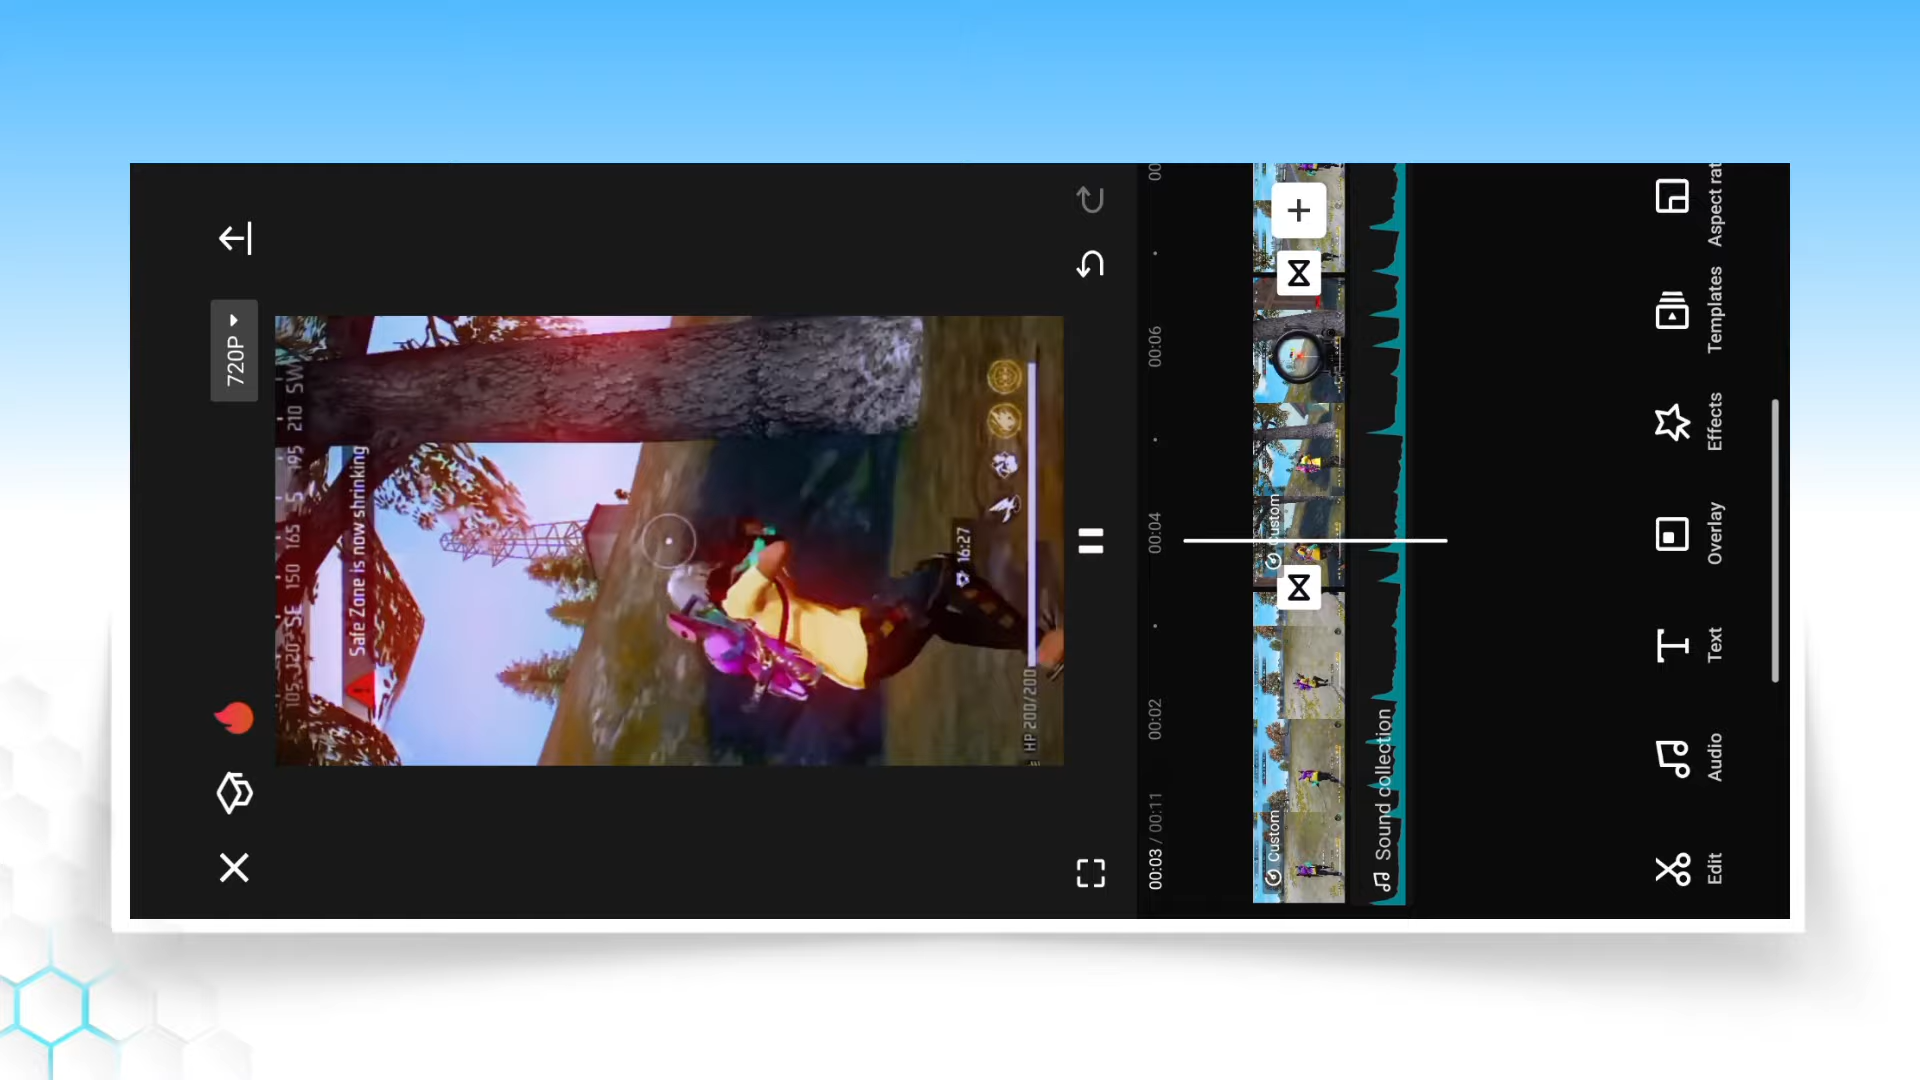 720P
105 120 SE 150 165 S 195 210 SW
Safe Zone is now shrinking
16:27
HP 200/200
00:03 / 00:11
00:02
00:04
00:06
00
Custom
Custom
Sound collection
Edit
Audio
Text
Overlay
Effects
Templates
Aspect rat